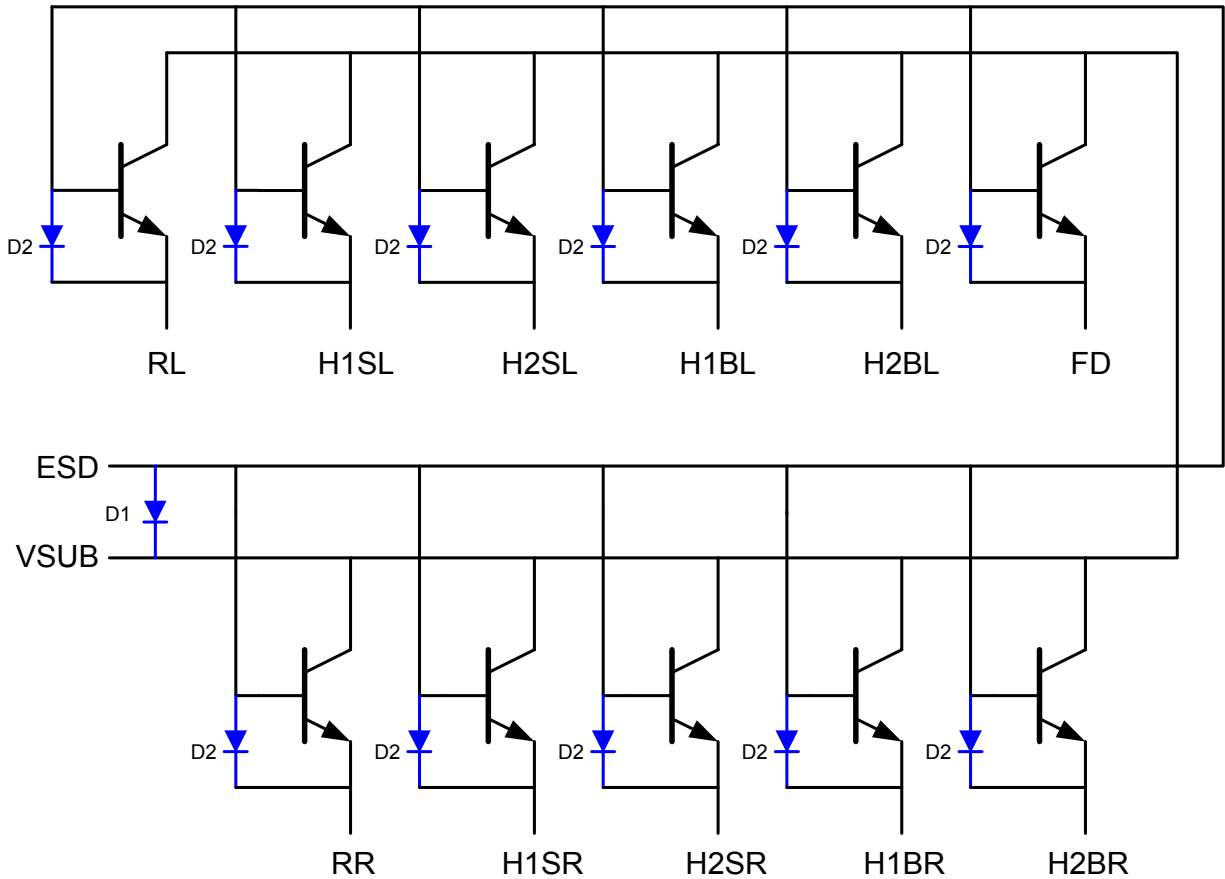 D2 D2 D2 D2 D2 D2
RL H1SL H2SL H1BL H2BL FD
ESD
D1
VSUB
D2 D2 D2 D2 D2
RR H1SR H2SR H1BR H2BR